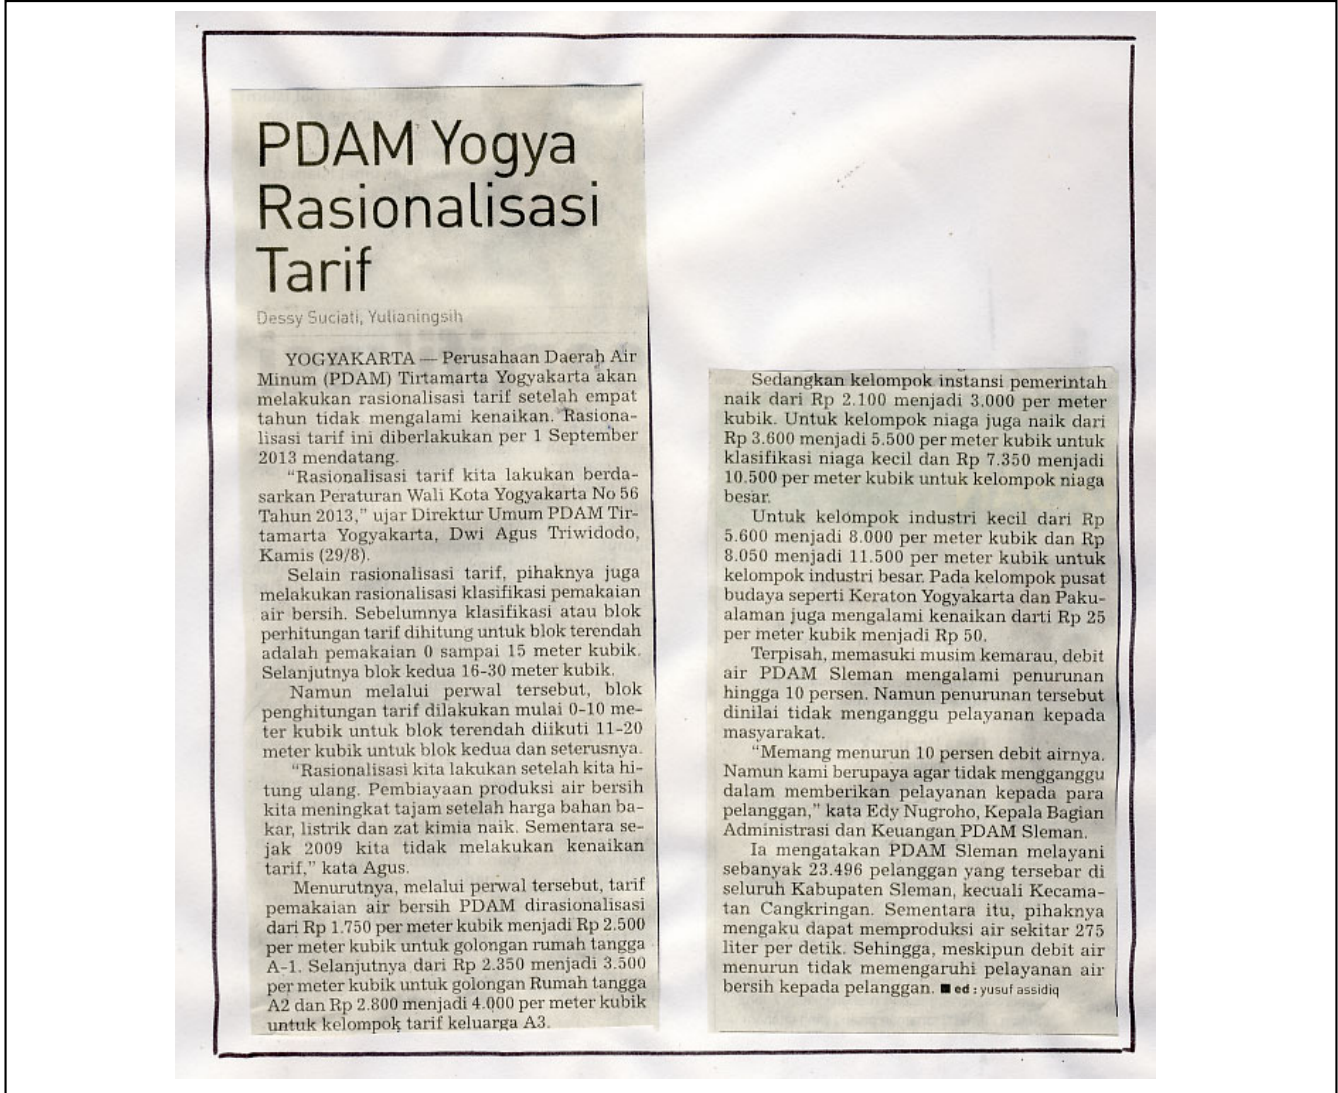 PDAM Yogya
Rasionalisasi
Tarif
Dessy Suciati, Yulianingsih
YOGYAKARTA — Perusahaan Daerah Air
Minum (PDAM) Tirtamarta Yogyakarta akan
melakukan rasionalisasi tarif setelah empat
tahun tidak mengalami kenaikan. Rasiona-
lisasi tarif ini diberlakukan per 1 September
2013 mendatang.
“Rasionalisasi tarif kita lakukan berda-
sarkan Peraturan Wali Kota Yogyakarta No 56
Tahun 2013,” ujar Direktur Umum PDAM Tir-
tamarta Yogyakarta, Dwi Agus Triwidodo,
Kamis (29/8).
Selain rasionalisasi tarif, pihaknya juga
melakukan rasionalisasi klasifikasi pemakaian
air bersih. Sebelumnya klasifikasi atau blok
perhitungan tarif dihitung untuk blok terendah
adalah pemakaian 0 sampai 15 meter kubik.
Selanjutnya blok kedua 16-30 meter kubik.
Namun melalui perwal tersebut, blok
penghitungan tarif dilakukan mulai 0-10 me-
ter kubik untuk blok terendah diikuti 11-20
meter kubik untuk blok kedua dan seterusnya.
“Rasionalisasi kita lakukan setelah kita hi-
tung ulang. Pembiayaan produksi air bersih
kita meningkat tajam setelah harga bahan ba-
kar, listrik dan zat kimia naik. Sementara se-
jak 2009 kita tidak melakukan kenaikan
tarif,” kata Agus.
Menurutnya, melalui perwal tersebut, tarif
pemakaian air bersih PDAM dirasionalisasi
dari Rp 1.750 per meter kubik menjadi Rp 2.500
per meter kubik untuk golongan rumah tangga
A-1. Selanjutnya dari Rp 2.350 menjadi 3.500
per meter kubik untuk golongan Rumah tangga
A2 dan Rp 2.800 menjadi 4.000 per meter kubik
untuk kelompok tarif keluarga A3.
Sedangkan kelompok instansi pemerintah
naik dari Rp 2.100 menjadi 3.000 per meter
kubik. Untuk kelompok niaga juga naik dari
Rp 3.600 menjadi 5.500 per meter kubik untuk
klasifikasi niaga kecil dan Rp 7.350 menjadi
10.500 per meter kubik untuk kelompok niaga
besar.
Untuk kelompok industri kecil dari Rp
5.600 menjadi 8.000 per meter kubik dan Rp
8.050 menjadi 11.500 per meter kubik untuk
kelompok industri besar. Pada kelompok pusat
budaya seperti Keraton Yogyakarta dan Paku-
alaman juga mengalami kenaikan darti Rp 25
per meter kubik menjadi Rp 50.
Terpisah, memasuki musim kemarau, debit
air PDAM Sleman mengalami penurunan
hingga 10 persen. Namun penurunan tersebut
dinilai tidak menganggu pelayanan kepada
masyarakat.
“Memang menurun 10 persen debit airnya.
Namun kami berupaya agar tidak mengganggu
dalam memberikan pelayanan kepada para
pelanggan,” kata Edy Nugroho, Kepala Bagian
Administrasi dan Keuangan PDAM Sleman.
Ia mengatakan PDAM Sleman melayani
sebanyak 23.496 pelanggan yang tersebar di
seluruh Kabupaten Sleman, kecuali Kecama-
tan Cangkringan. Sementara itu, pihaknya
mengaku dapat memproduksi air sekitar 275
liter per detik. Sehingga, meskipun debit air
menurun tidak memengaruhi pelayanan air
bersih kepada pelanggan. ■ ed : yusuf assidiq